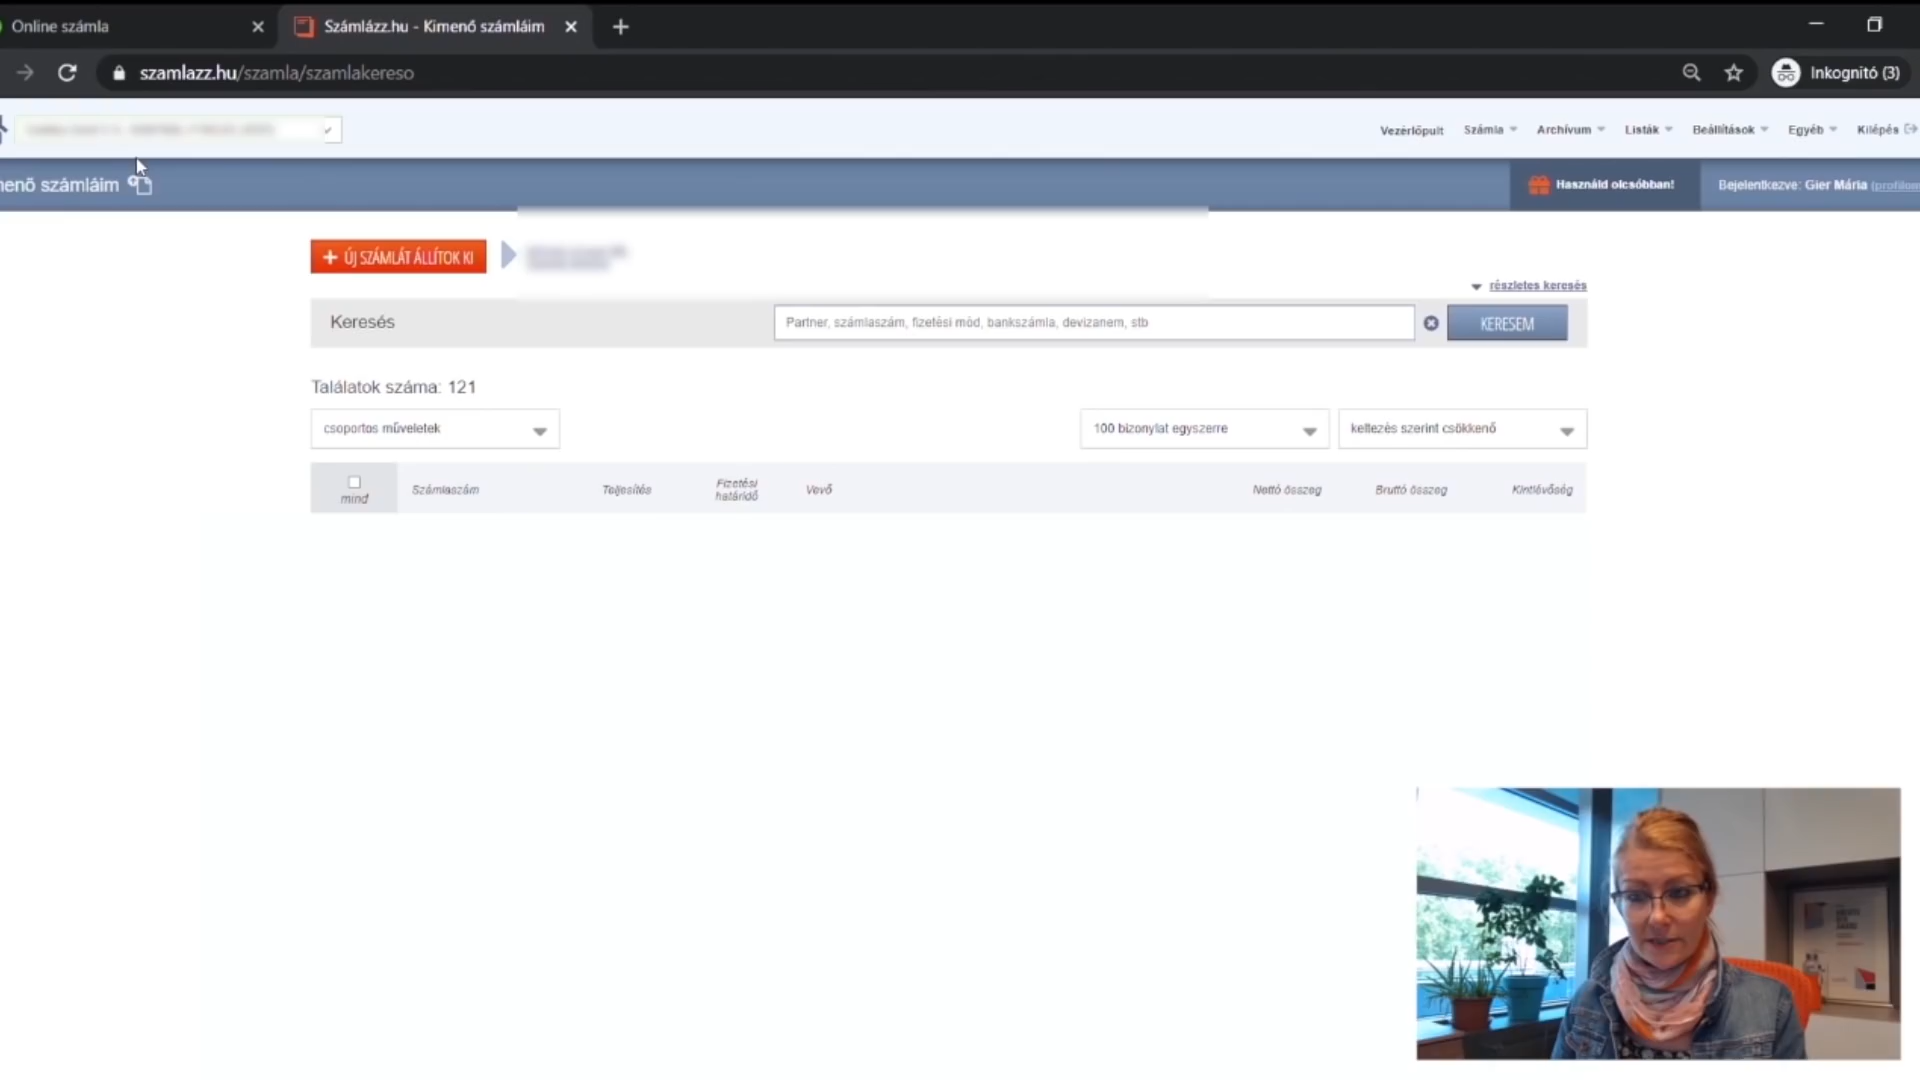 Online számla
Számlázz.hu - Kimenő számláim
szamlazz.hu/szamla/szamlakereso
Inkognitó (3)
Vezérlőpult Számla Archívum Listák Beállítások Egyéb Kilépés
menő számláim
Használd olcsóbban!
Bejelentkezve: Gier Mária (profilom
+ ÚJ SZÁMLÁT ÁLLÍTOK KI
részletes keresés
Keresés
Partner, számlaszám, fizetési mód, bankszámla, devizanem, stb
KERESEM
Találatok száma: 121
csoportos műveletek
100 bizonylat egyszerre
keltezés szerint csökkenő
mind
Számlaszám
Teljesítés
Fizetési
határidő
Vevő
Nettó összeg
Bruttó összeg
Kintlévőség